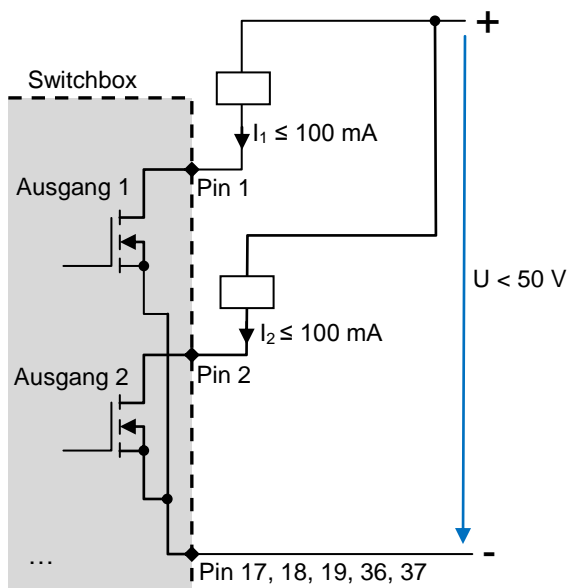 +
Switchbox
I₁ ≤ 100 mA
Ausgang 1
Pin 1
U < 50 V
I₂ ≤ 100 mA
Ausgang 2
Pin 2
...
Pin 17, 18, 19, 36, 37
-